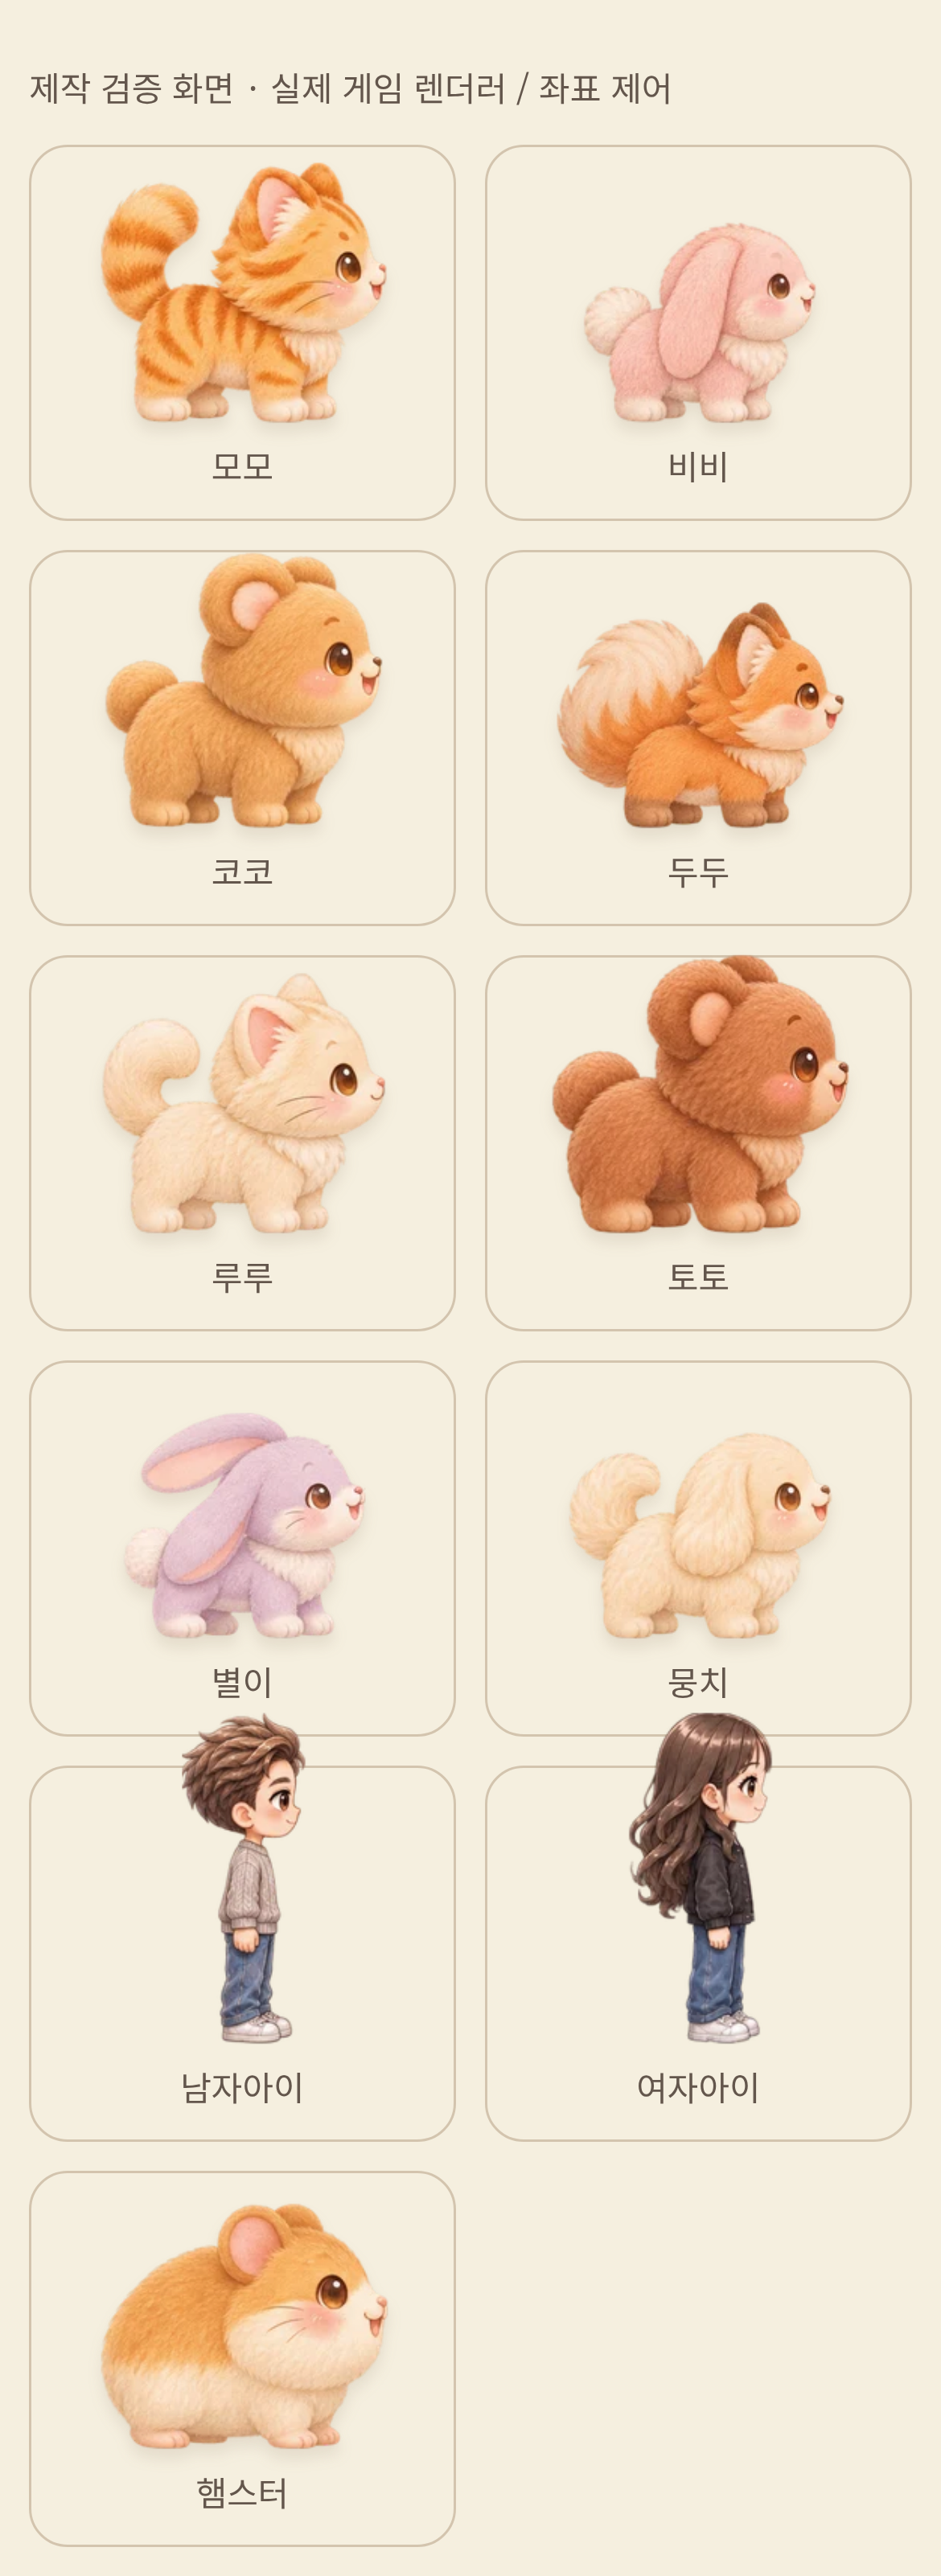 제작 검증 화면 · 실제 게임 렌더러 / 좌표 제어
모모
비비
코코
두두
루루
토토
별이
뭉치
남자아이
여자아이
햄스터